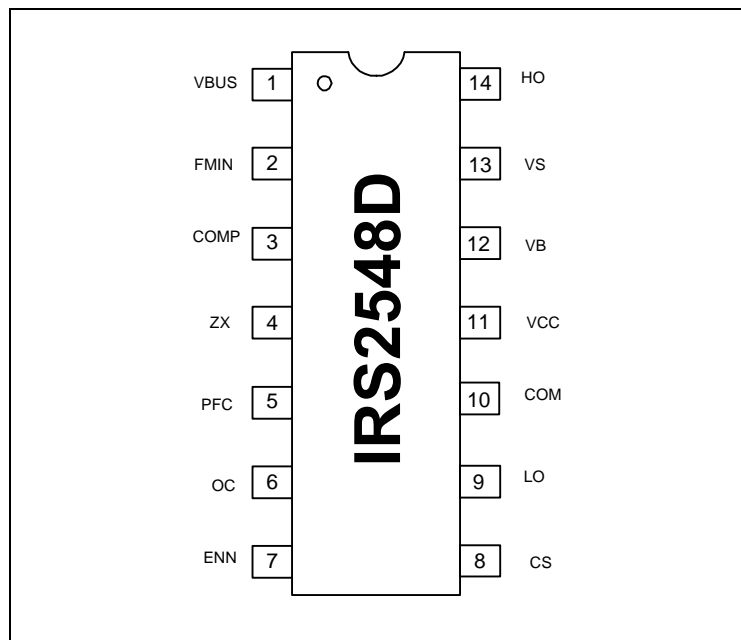 VBUS 1 14 HO
FMIN 2 13 VS
COMP 3 12 VB
ZX 4 11 VCC
PFC 5 10 COM
OC 6 9 LO
ENN 7 8 CS
IRS2548D